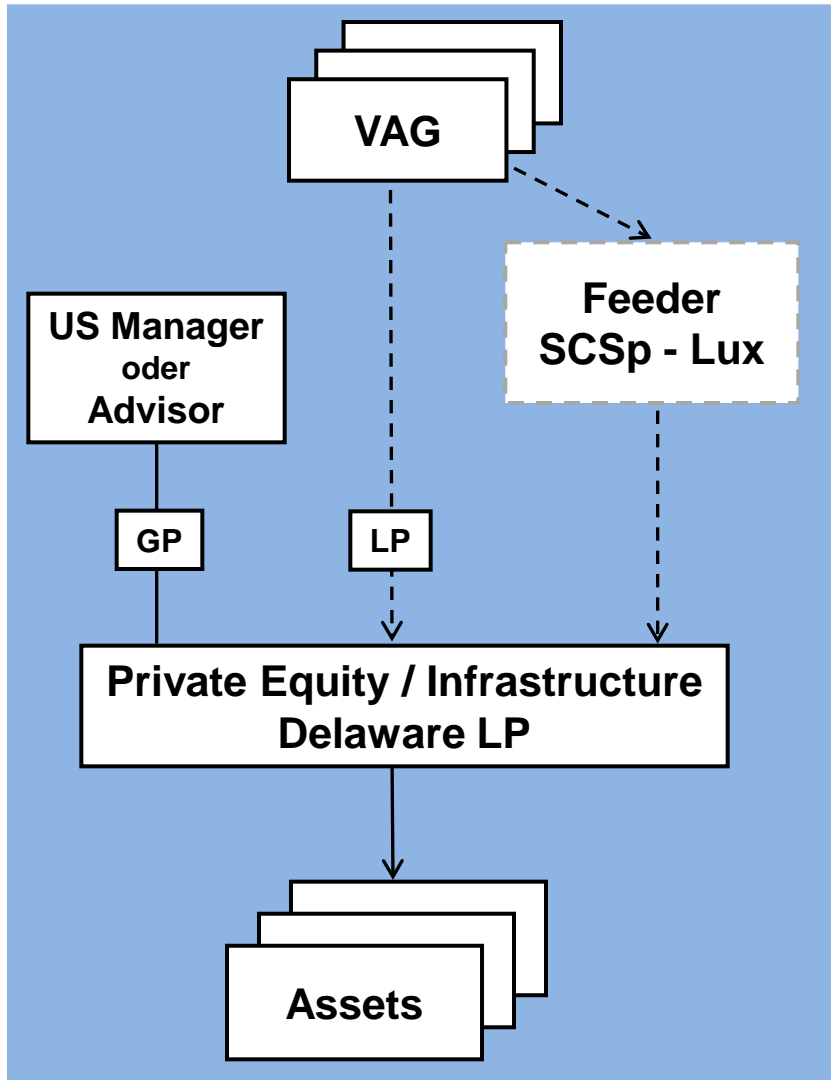 VAG
Feeder
SCSp - Lux
US Manager
oder
Advisor
GP
LP
Private Equity / Infrastructure
Delaware LP
Assets